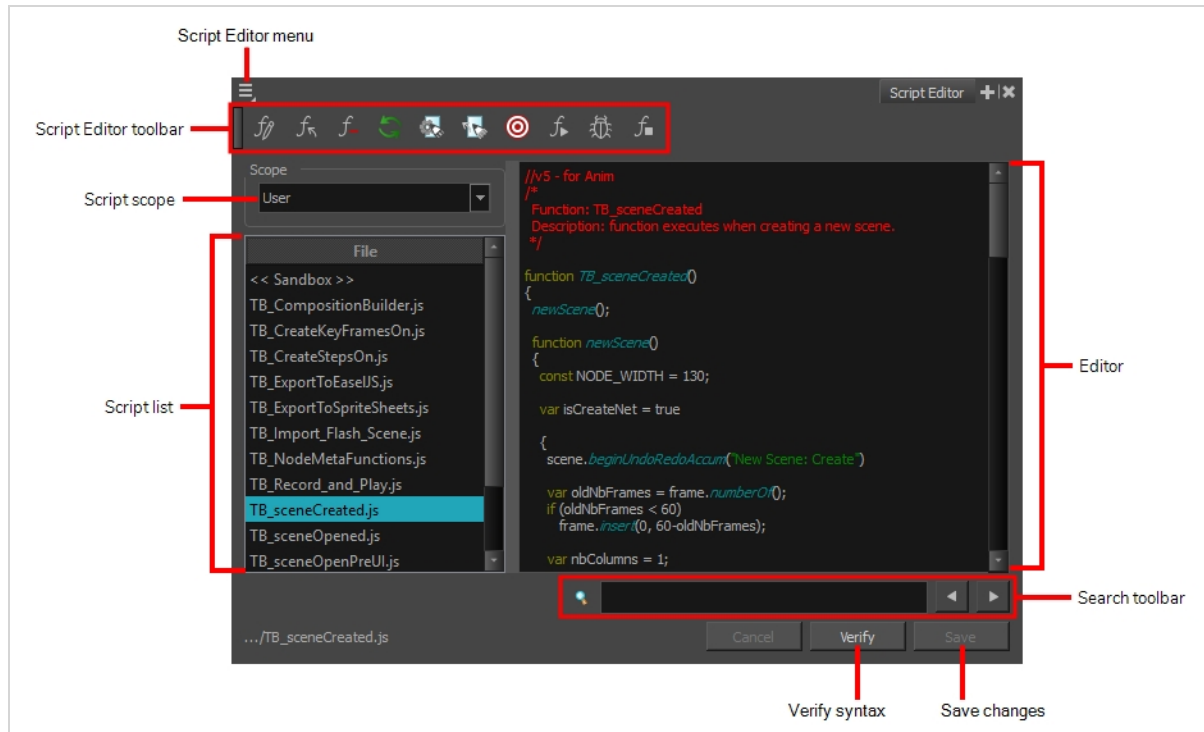 Script Editor menu
Script Editor
Script Editor toolbar
Scope
Script scope
User
File
<< Sandbox >>
TB_CompositionBuilder.js
TB_CreateKeyFramesOn.js
TB_CreateStepsOn.js
TB_ExportToEaselJS.js
TB_ExportToSpriteSheets.js
TB_Import_Flash_Scene.js
TB_NodeMetaFunctions.js
TB_Record_and_Play.js
TB_sceneCreated.js
TB_sceneOpened.js
TB_sceneOpenPreUI.js
Script list
//v5 - for Anim
/*
Function: TB_sceneCreated
Description: function executes when creating a new scene.
*/
function TB_sceneCreated()
{
newScene();
function newScene()
{
const NODE_WIDTH = 130;
var isCreateNet = true
{
scene.beginUndoRedoAccum("New Scene: Create")
var oldNbFrames = frame.numberOf();
if (oldNbFrames < 60)
frame.insert(0, 60-oldNbFrames);
var nbColumns = 1;
Editor
Search toolbar
.../TB_sceneCreated.js
Cancel
Verify
Save
Verify syntax
Save changes